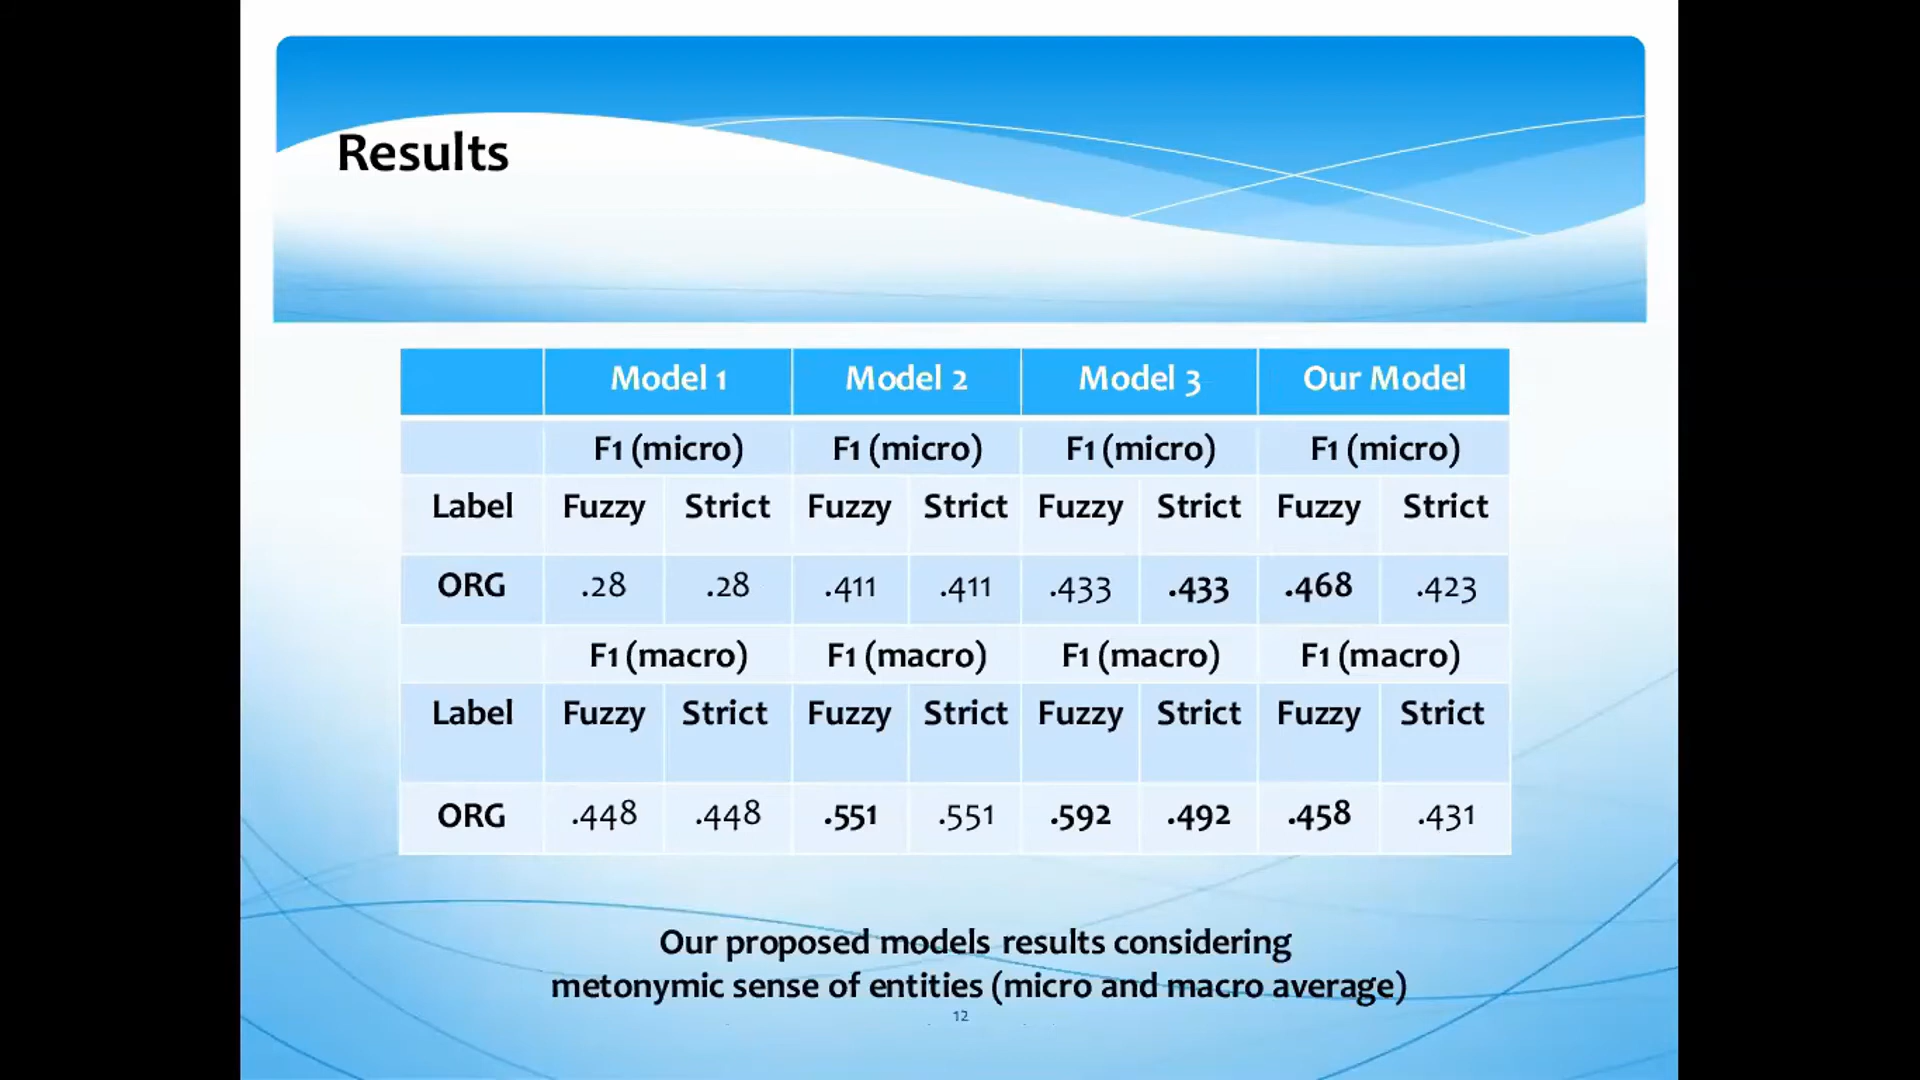 Results
Model 1 Model 2 Model 3 Our Model
F1 (micro) F1 (micro) F1 (micro) F1 (micro)
Label Fuzzy Strict Fuzzy Strict Fuzzy Strict Fuzzy Strict
ORG .28 .28 .411 .411 .433 .433 .468 .423
F1 (macro) F1 (macro) F1 (macro) F1 (macro)
Label Fuzzy Strict Fuzzy Strict Fuzzy Strict Fuzzy Strict
ORG .448 .448 .551 .551 .592 .492 .458 .431
Our proposed models results considering
metonymic sense of entities (micro and macro average)
12